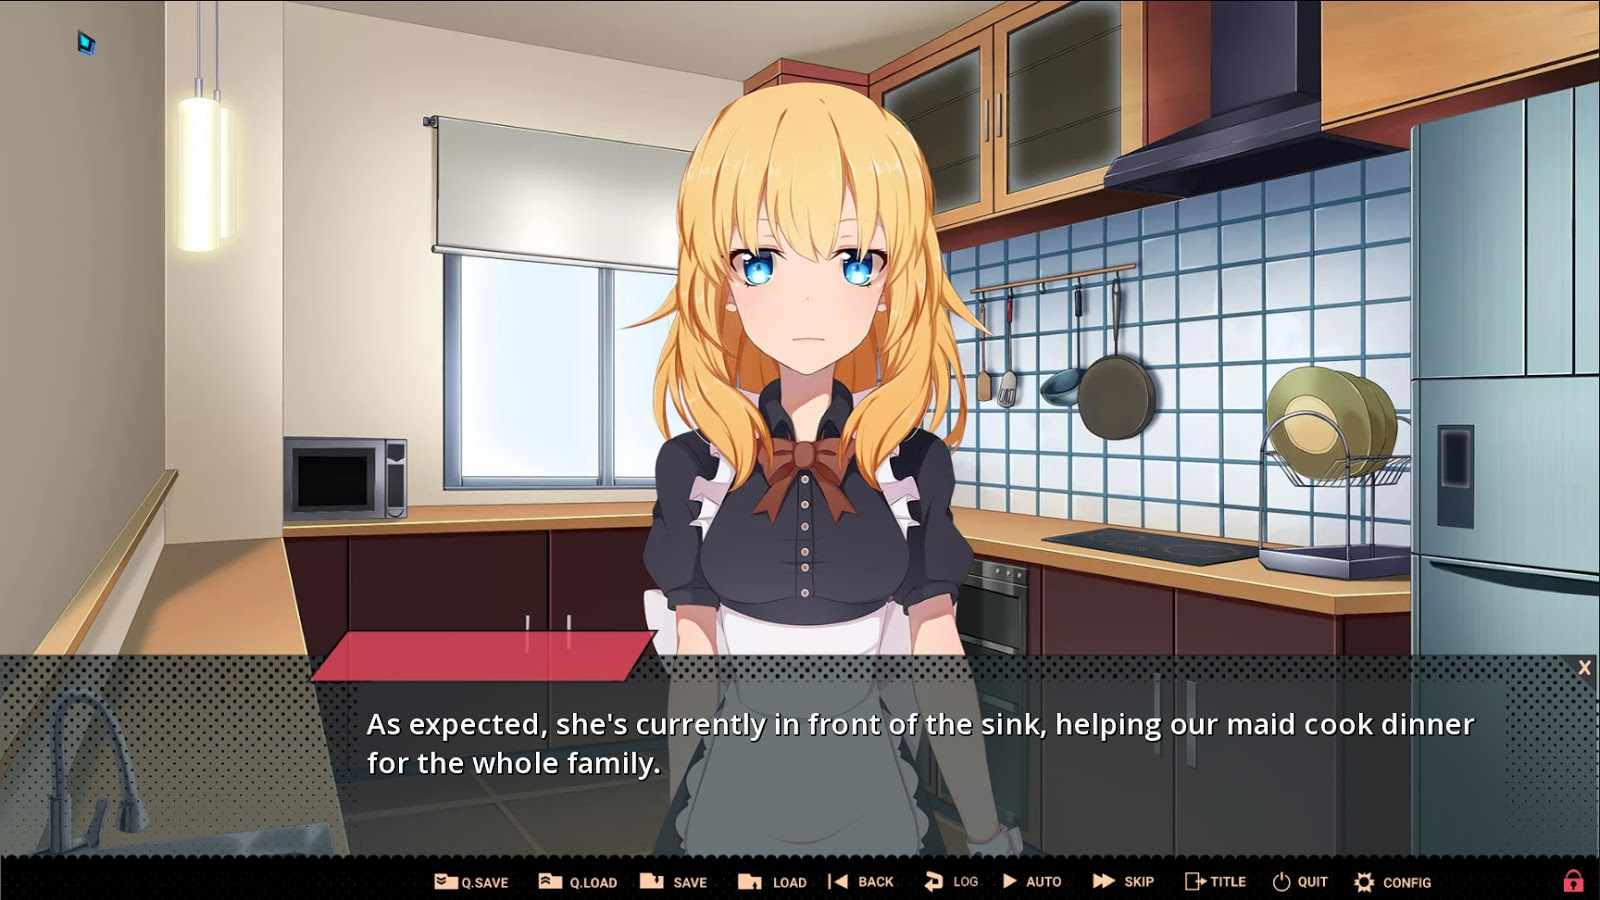 X
As expected, she's currently in front of the sink, helping our maid cook dinner
for the whole family.
Q.SAVE Q.LOAD SAVE LOAD BACK LOG AUTO SKIP TITLE QUIT CONFIG